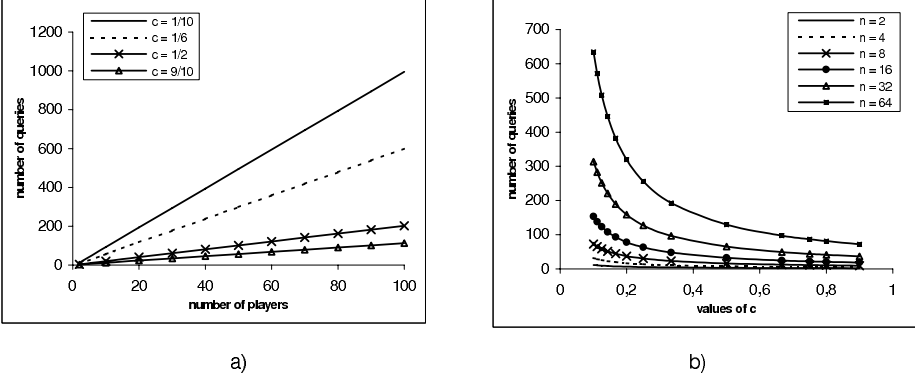 c = 1/10
c = 1/6
c = 1/2
c = 9/10
1200
1000
800
600
400
200
0
number of queries
0
20
40
60
80
100
number of players
a)
n = 2
n = 4
n = 8
n = 16
n = 32
n = 64
700
600
500
400
300
200
100
0
number of queries
0
0,2
0,4
0,6
0,8
1
values of c
b)